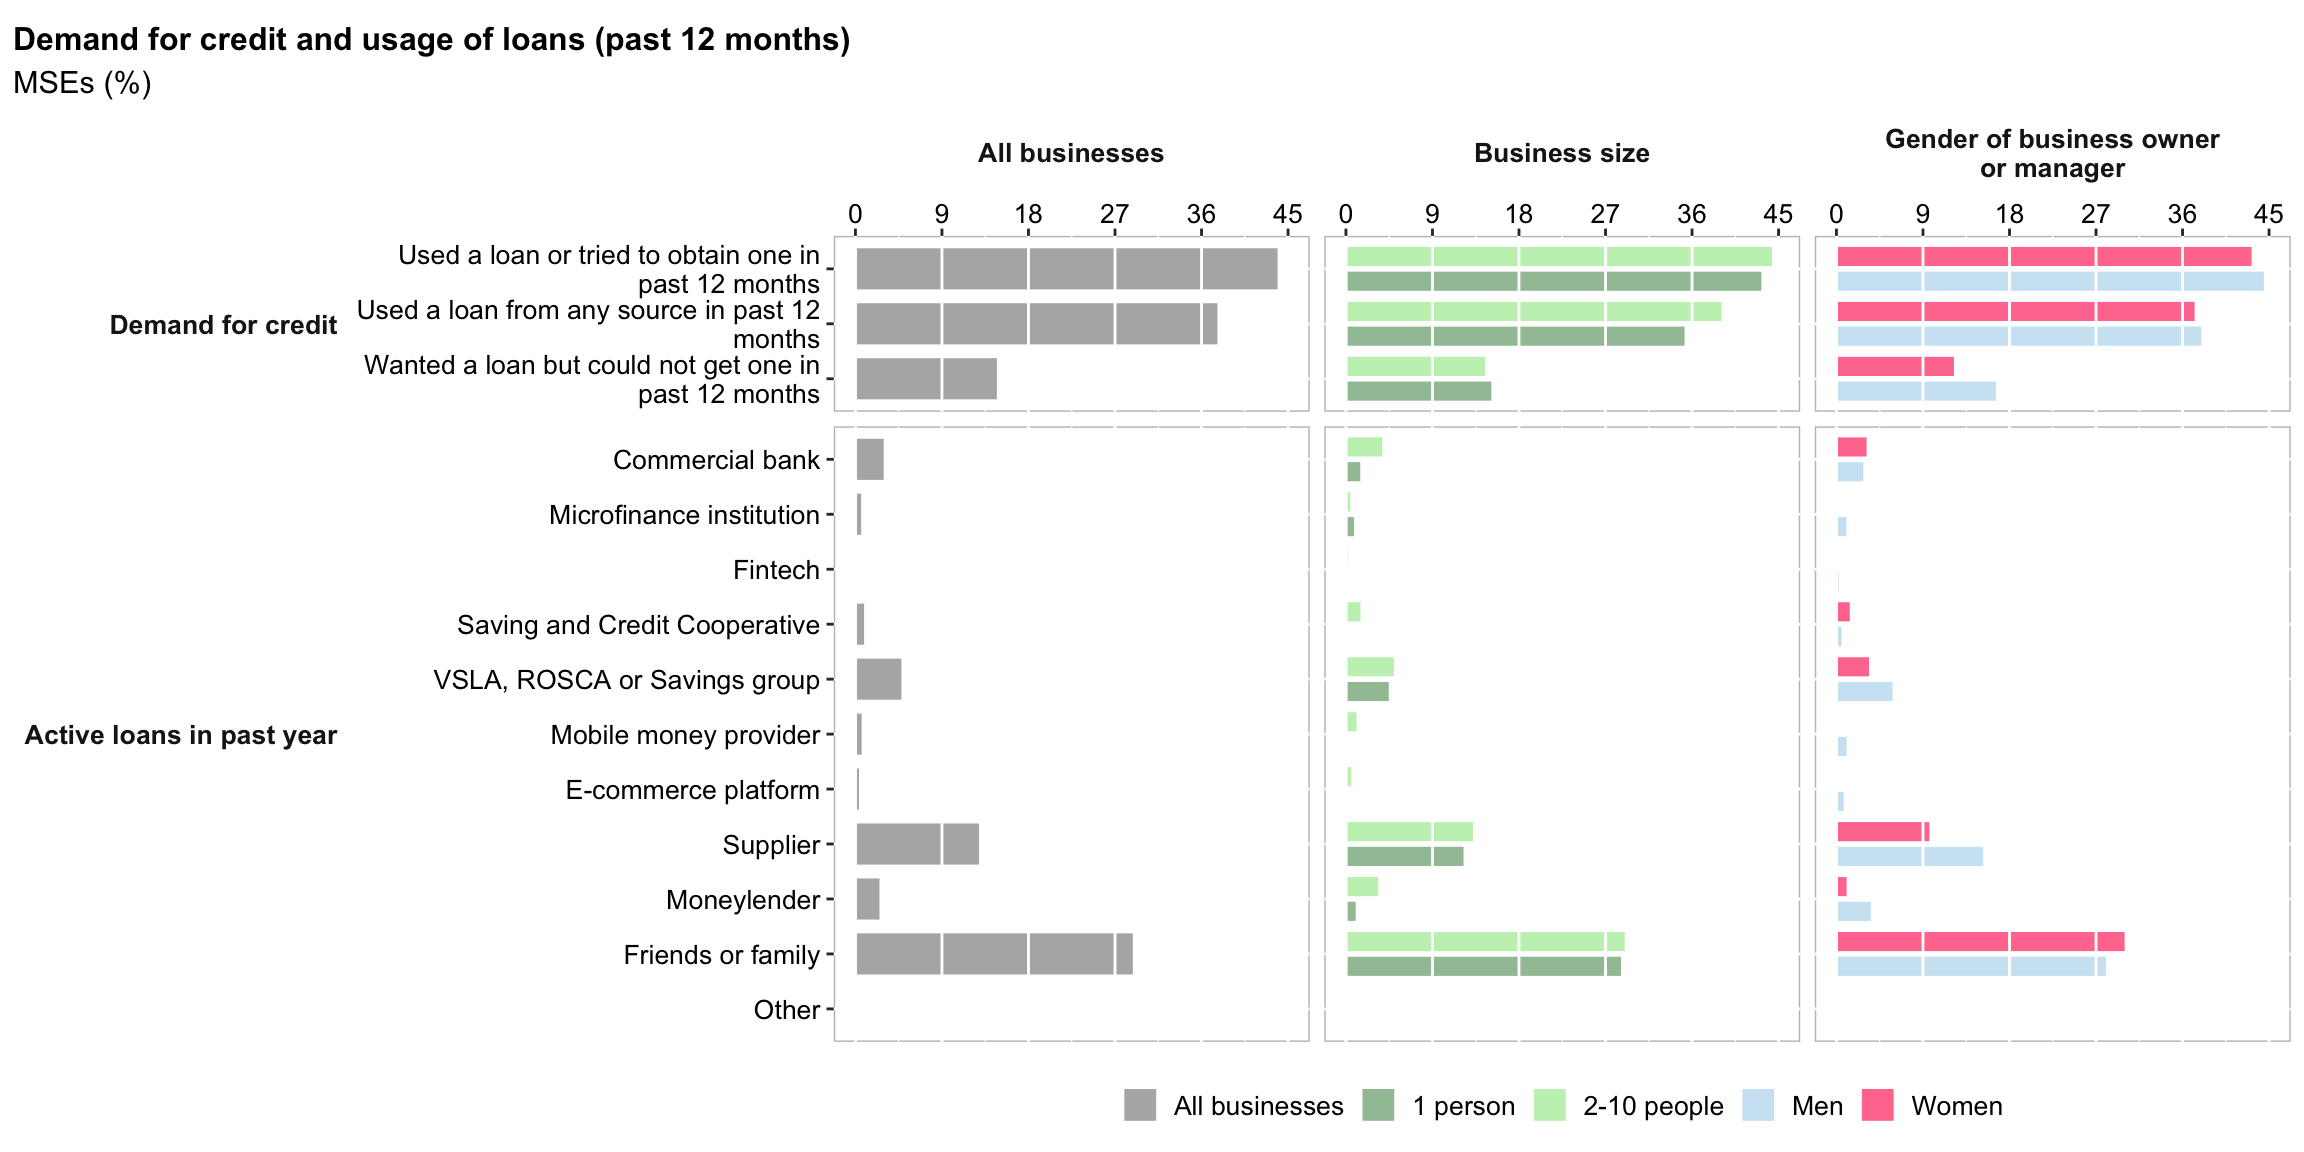 Demand for credit and usage of loans (past 12 months)
MSEs (%)
All businesses
Business size
Gender of business owner
or manager
0 9 18 27 36 45
0 9 18 27 36 45
0 9 18 27 36 45
Demand for credit
Used a loan or tried to obtain one in
past 12 months
Used a loan from any source in past 12
months
Wanted a loan but could not get one in
past 12 months
Active loans in past year
Commercial bank
Microfinance institution
Fintech
Saving and Credit Cooperative
VSLA, ROSCA or Savings group
Mobile money provider
E-commerce platform
Supplier
Moneylender
Friends or family
Other
All businesses
1 person
2-10 people
Men
Women